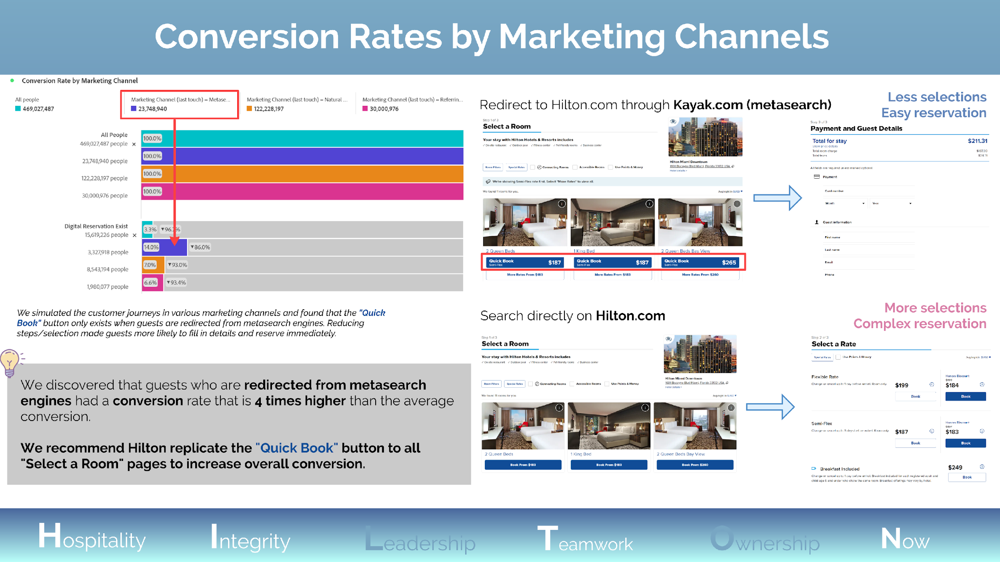 Conversion Rates by Marketing Channels
Conversion Rate by Marketing Channel
All people
469,027,487
Marketing Channel (last touch) = Metase...
23,748,940
Marketing Channel (last touch) = Natural ...
122,228,197
Marketing Channel (last touch) = Referrin...
30,000,976
All People
469,027,487 people ×
100.0%
23,748,940 people
100.0%
122,228,197 people
100.0%
30,000,976 people
100.0%
Digital Reservation Exist
15,619,226 people ×
3.3% ▼96.7%
3,327,918 people
14.0% ▼86.0%
8,543,194 people
7.0% ▼93.0%
1,980,077 people
6.6% ▼93.4%
We simulated the customer journeys in various marketing channels and found that the "Quick
Book" button only exists when guests are redirected from metasearch engines. Reducing
steps/selection made guests more likely to fill in details and reserve immediately.
We discovered that guests who are redirected from metasearch
engines had a conversion rate that is 4 times higher than the average
conversion.
We recommend Hilton replicate the "Quick Book" button to all
"Select a Room" pages to increase overall conversion.
Redirect to Hilton.com through Kayak.com (metasearch)
Less selections
Easy reservation
Step 1 of 3
Select a Room
Your stay with Hilton Hotels & Resorts includes
✓ On-site restaurant ✓ Outdoor pool ✓ Fitness center ✓ Pet-friendly rooms ✓ Business center
Hilton Miami Downtown
1601 Biscayne Blvd Miami, Florida 33132 USA
Hotel details >
Room Filters Special Rates Connecting Rooms Accessible Rooms Use Points & Money
We're showing Semi-Flex rate first. Select "More Rates" to view all.
We found 11 rooms for you.
Avg/night in $USD ▼
2 Queen Beds
1 King Bed
2 Queen Beds Bay View
Quick Book $187
Semi-Flex
Quick Book $187
Semi-Flex
Quick Book $265
Semi-Flex
More Rates From $183
More Rates From $183
More Rates From $260
Step 3 of 3
Payment and Guest Details
Total for stay $211.31
Show price details
Total room charge $187.00
Total taxes $24.31
All fields are required unless marked optional.
Payment
Card number
Month
Year
Guest information
First name
Last name
Email
Phone
Search directly on Hilton.com
More selections
Complex reservation
Step 1 of 3
Select a Room
Your stay with Hilton Hotels & Resorts includes
✓ On-site restaurant ✓ Outdoor pool ✓ Fitness center ✓ Pet-friendly rooms ✓ Business center
Hilton Miami Downtown
1601 Biscayne Blvd Miami, Florida 33132 USA
Hotel details >
Room Filters Special Rates Connecting Rooms Accessible Rooms Use Points & Money
We found 11 rooms for you.
Avg/night in $USD ▼
2 Queen Beds
1 King Bed
2 Queen Beds Bay View
Book From $183
Book From $183
Book From $260
Step 2 of 3
Select a Rate
Special Rates Use Points & Money
Avg/night in $USD ▼
Flexible Rate
Change or cancel up to 1 day before arrival. Room only.
$199
Book
Honors Discount
$184
Book
Semi-Flex
Change or cancel up to 5 days before arrival. Room only.
$187
Book
Honors Discount
$187
$183
Book
Breakfast Included
Change or cancel up to 1 day before arrival. Breakfast included for each registered adult and
child age 5 and under who share the same room. Breakfast offerings may vary by hotel.
$249
Book
Hospitality
Integrity
Leadership
Teamwork
Ownership
Now